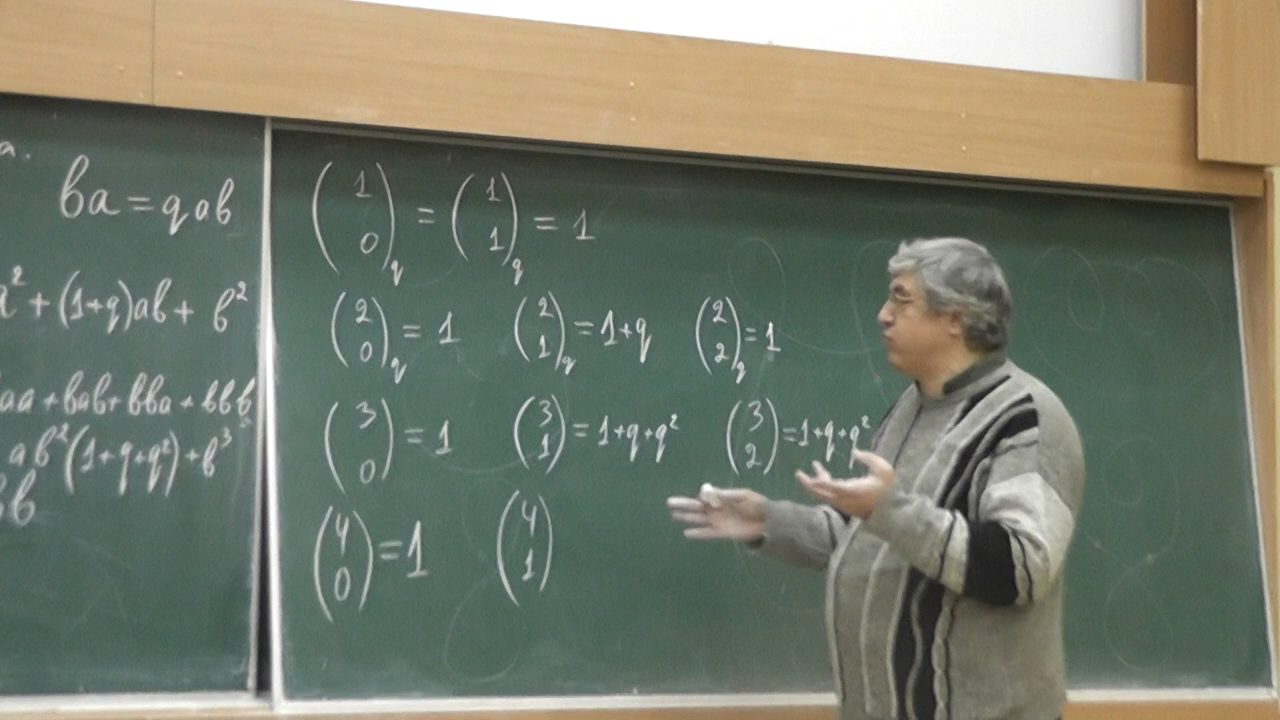 a.
ba = qab
a² + (1+q)ab + b²
baa + bab + bba + bbb
ab²(1+q+q²) + b³
bb
(1 0)_q = (1 1)_q = 1
(2 0)_q = 1 (2 1)_q = 1+q (2 2)_q = 1
(3 0) = 1 (3 1) = 1+q+q² (3 2) = 1+q+q²
(4 0) = 1 (4 1)